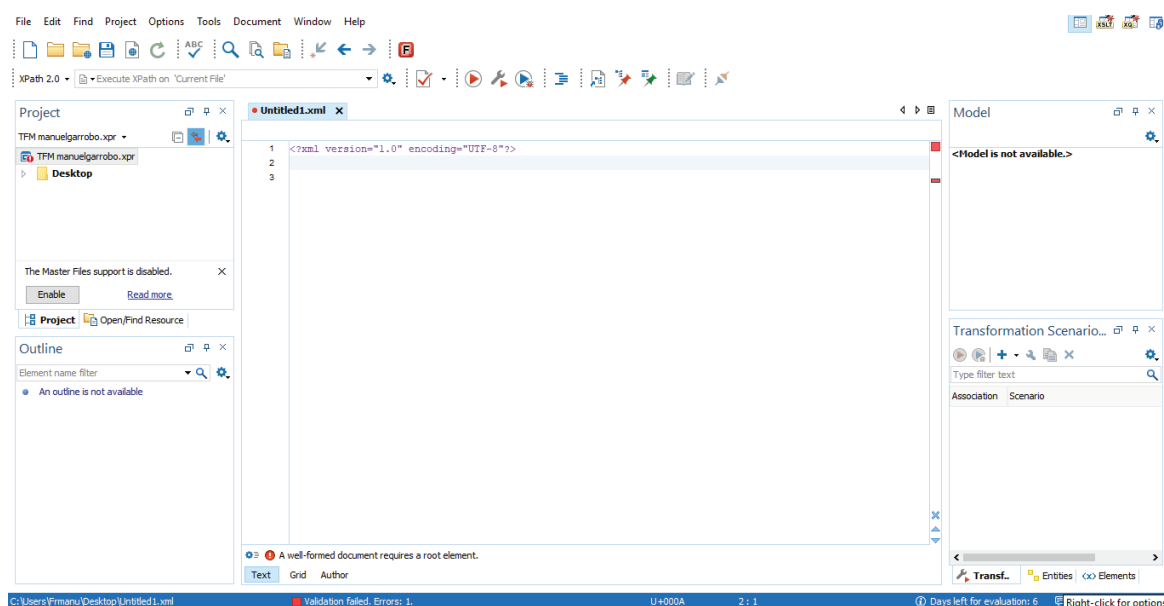 File Edit Find Project Options Tools Document Window Help
XSLT XQ
ABC
F
XPath 2.0 Execute XPath on 'Current File'
Project
TFM manuelgarrobo.xpr
TFM manuelgarrobo.xpr
Desktop
The Master Files support is disabled.
Enable Read more
Project Open/Find Resource
Outline
Element name filter
An outline is not available
Untitled1.xml
1 <?xml version="1.0" encoding="UTF-8"?>
2
3
A well-formed document requires a root element.
Text Grid Author
Model
<Model is not available.>
Transformation Scenario...
Type filter text
Association Scenario
Transf.. Entities <x> Elements
C:\Users\Frmanu\Desktop\Untitled1.xml Validation failed. Errors: 1. U+000A 2: 1 Days left for evaluation: 6 Right-click for options